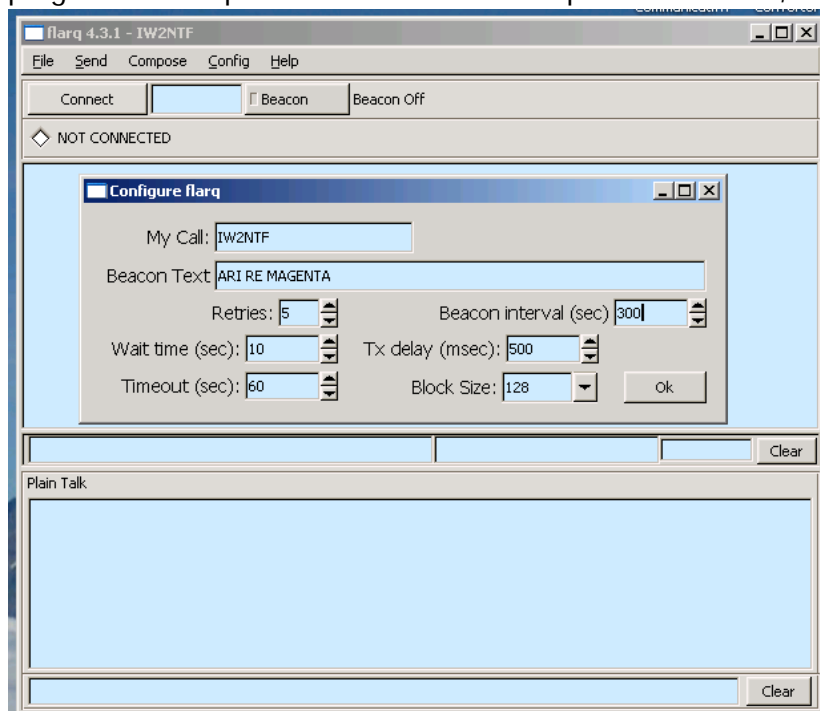 flarq 4.3.1 - IW2NTF
File Send Compose Config Help
Connect Beacon Beacon Off
NOT CONNECTED
Configure flarq
My Call: IW2NTF
Beacon Text ARI RE MAGENTA
Retries: 5 Beacon interval (sec) 300
Wait time (sec): 10 Tx delay (msec): 500
Timeout (sec): 60 Block Size: 128 Ok
Clear
Plain Talk
Clear